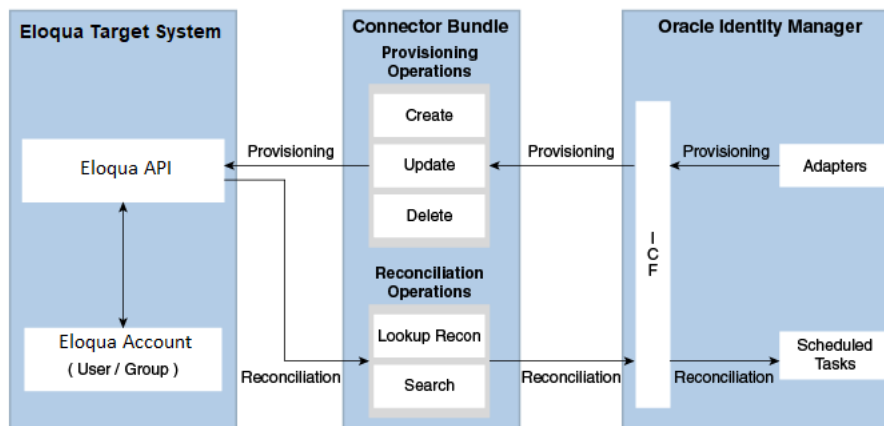 Eloqua Target System
Eloqua API
Eloqua Account
( User / Group )
Provisioning
Reconciliation
Connector Bundle
Provisioning
Operations
Create
Update
Delete
Reconciliation
Operations
Lookup Recon
Search
Provisioning
Reconciliation
Oracle Identity Manager
I
C
F
Provisioning
Adapters
Reconciliation
Scheduled
Tasks